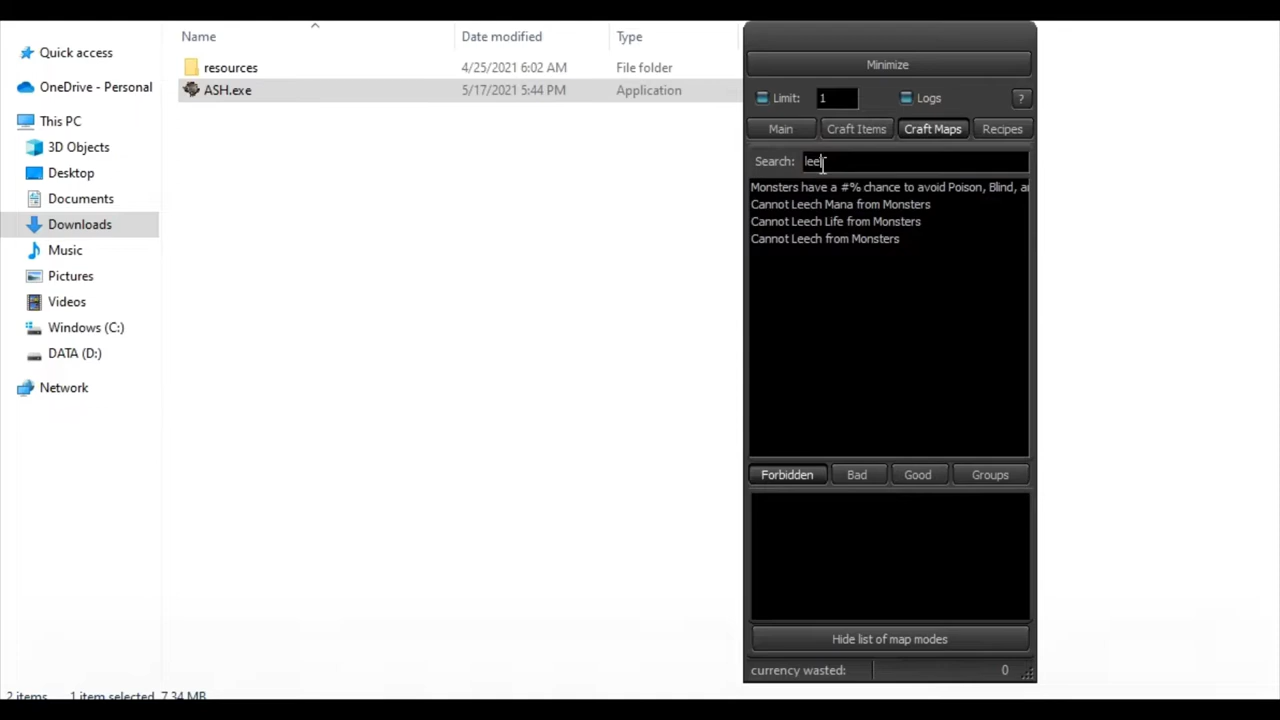 Name Date modified Type
Quick access
OneDrive - Personal
This PC
3D Objects
Desktop
Documents
Downloads
Music
Pictures
Videos
Windows (C:)
DATA (D:)
Network
resources 4/25/2021 6:02 AM File folder
ASH.exe 5/17/2021 5:44 PM Application
2 items 1 item selected 7.34 MB
Minimize
Limit: 1 Logs ?
Main Craft Items Craft Maps Recipes
Search: lee
Monsters have a #% chance to avoid Poison, Blind, a
Cannot Leech Mana from Monsters
Cannot Leech Life from Monsters
Cannot Leech from Monsters
Forbidden Bad Good Groups
Hide list of map modes
currency wasted: 0